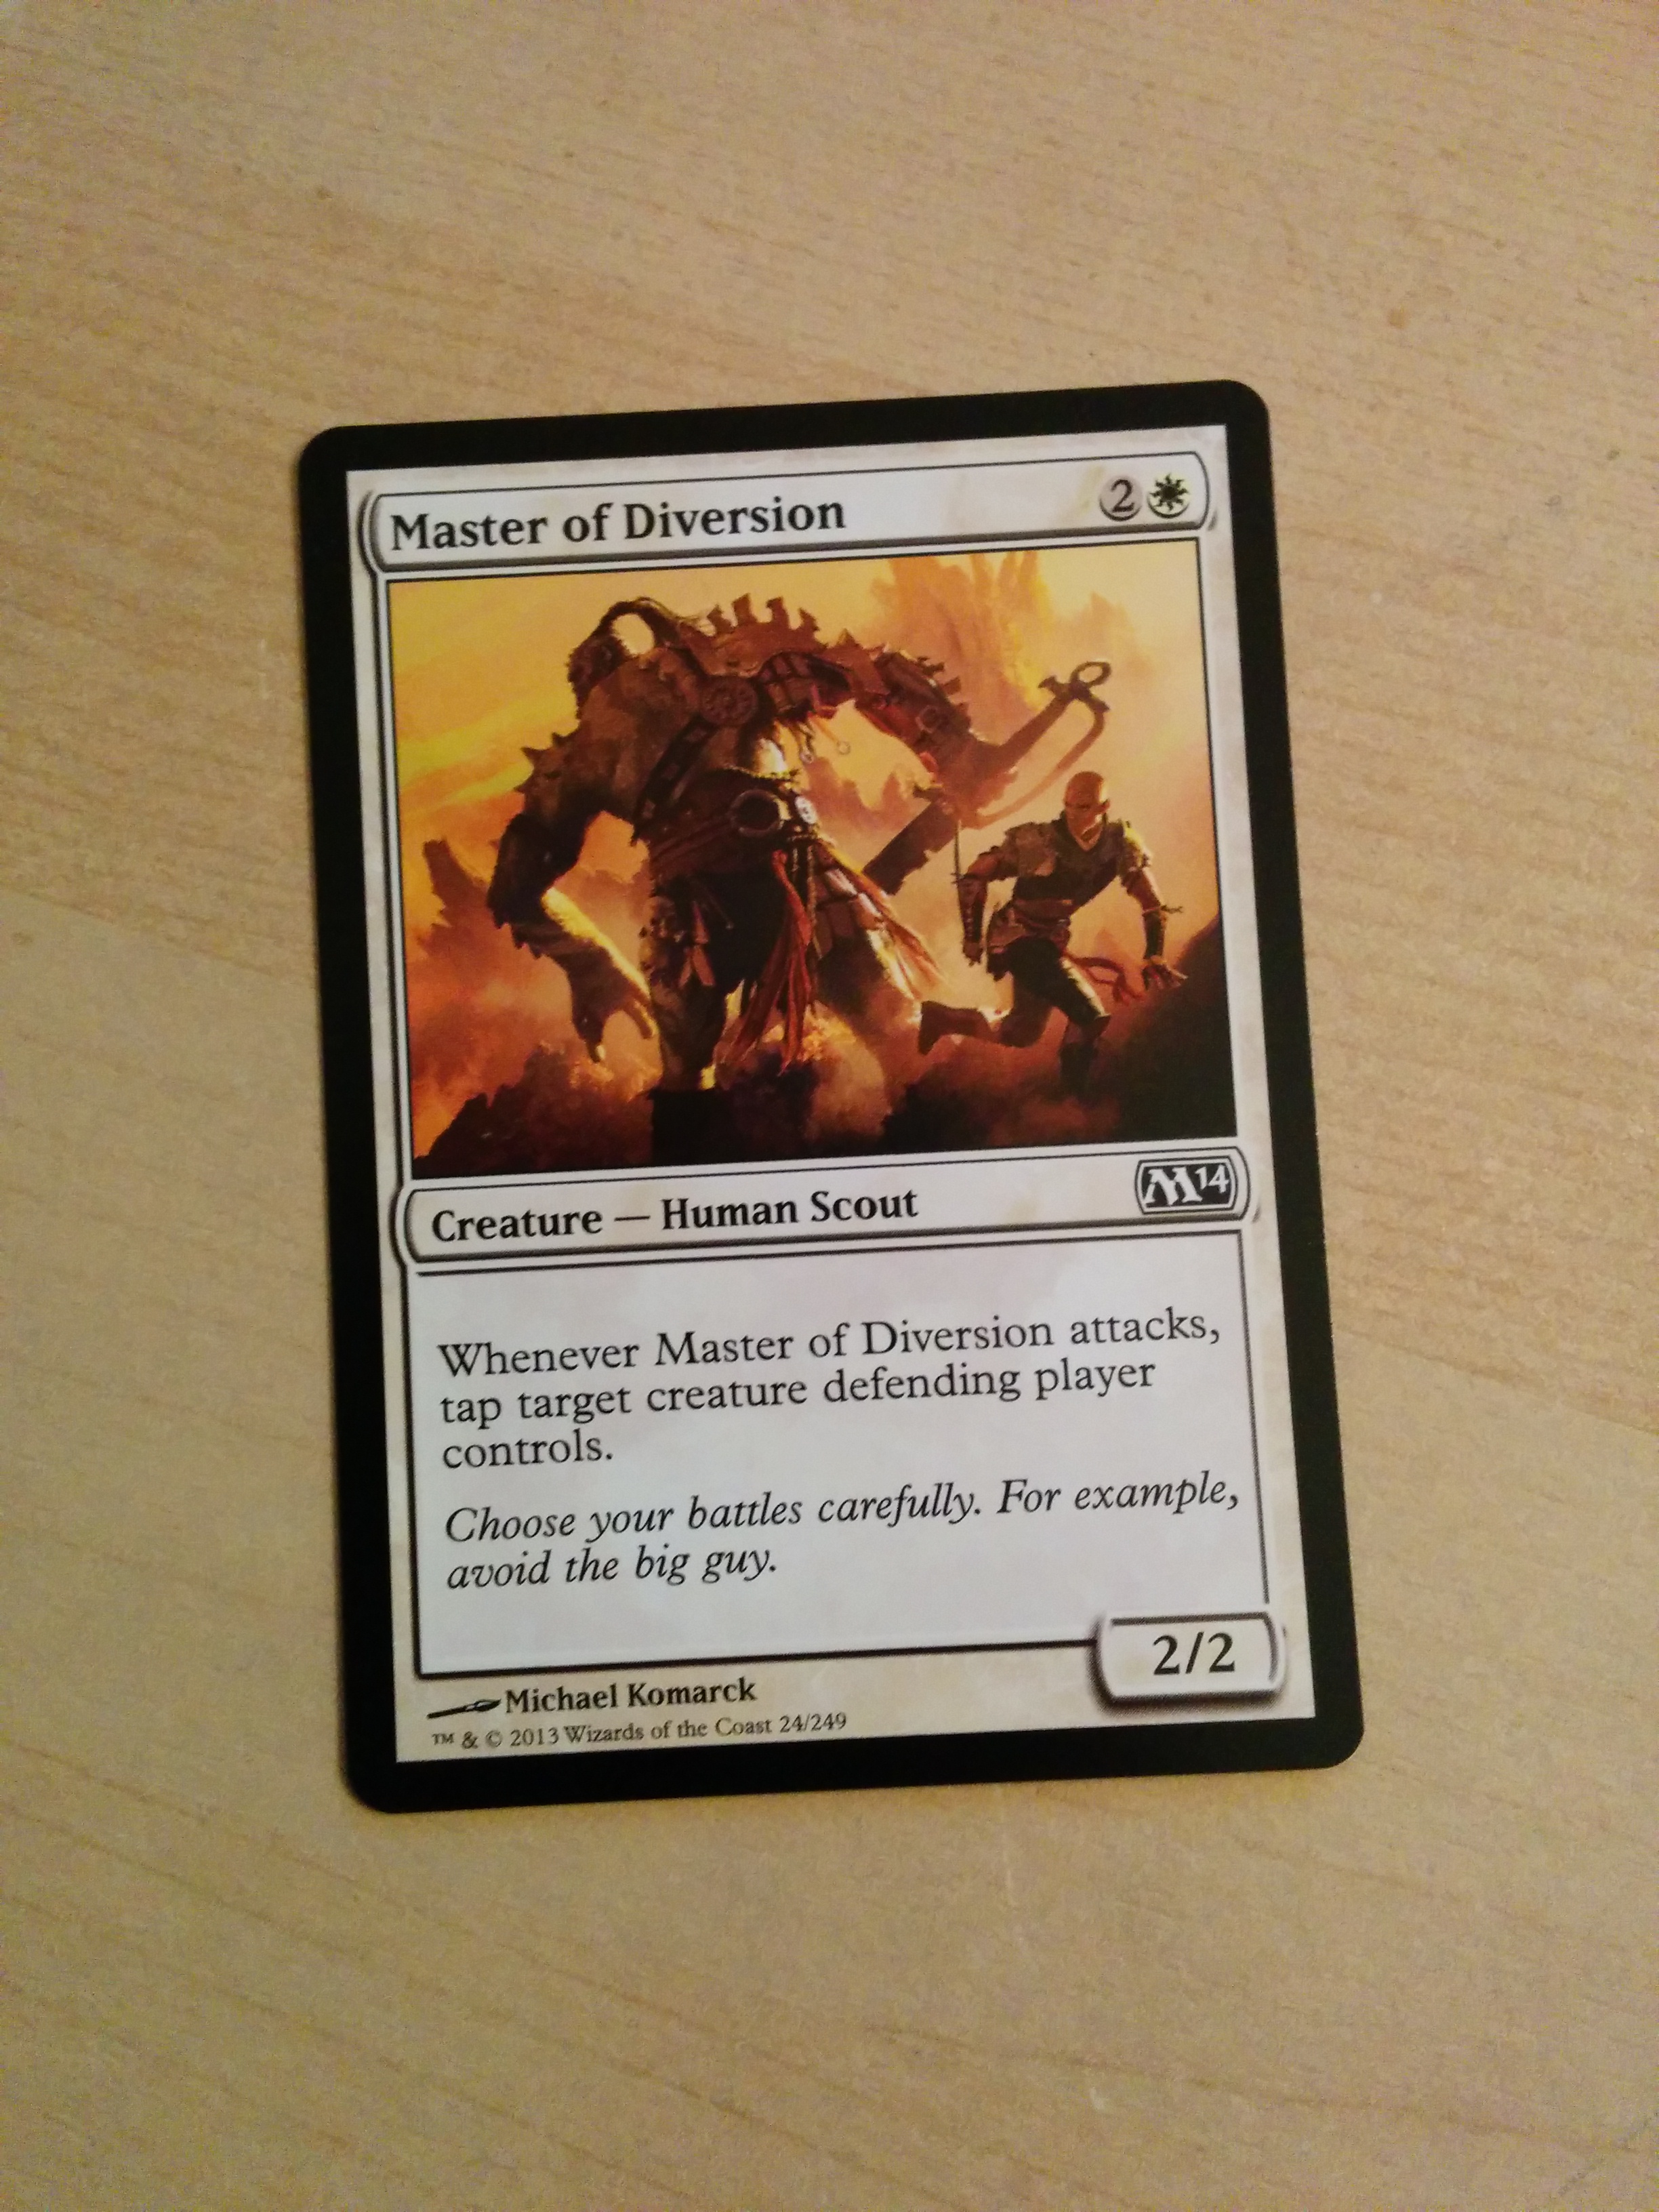 Master of Diversion 2
Creature — Human Scout M14
Whenever Master of Diversion attacks,
tap target creature defending player
controls.
Choose your battles carefully. For example,
avoid the big guy.
2/2
Michael Komarck
™ & © 2013 Wizards of the Coast 24/249